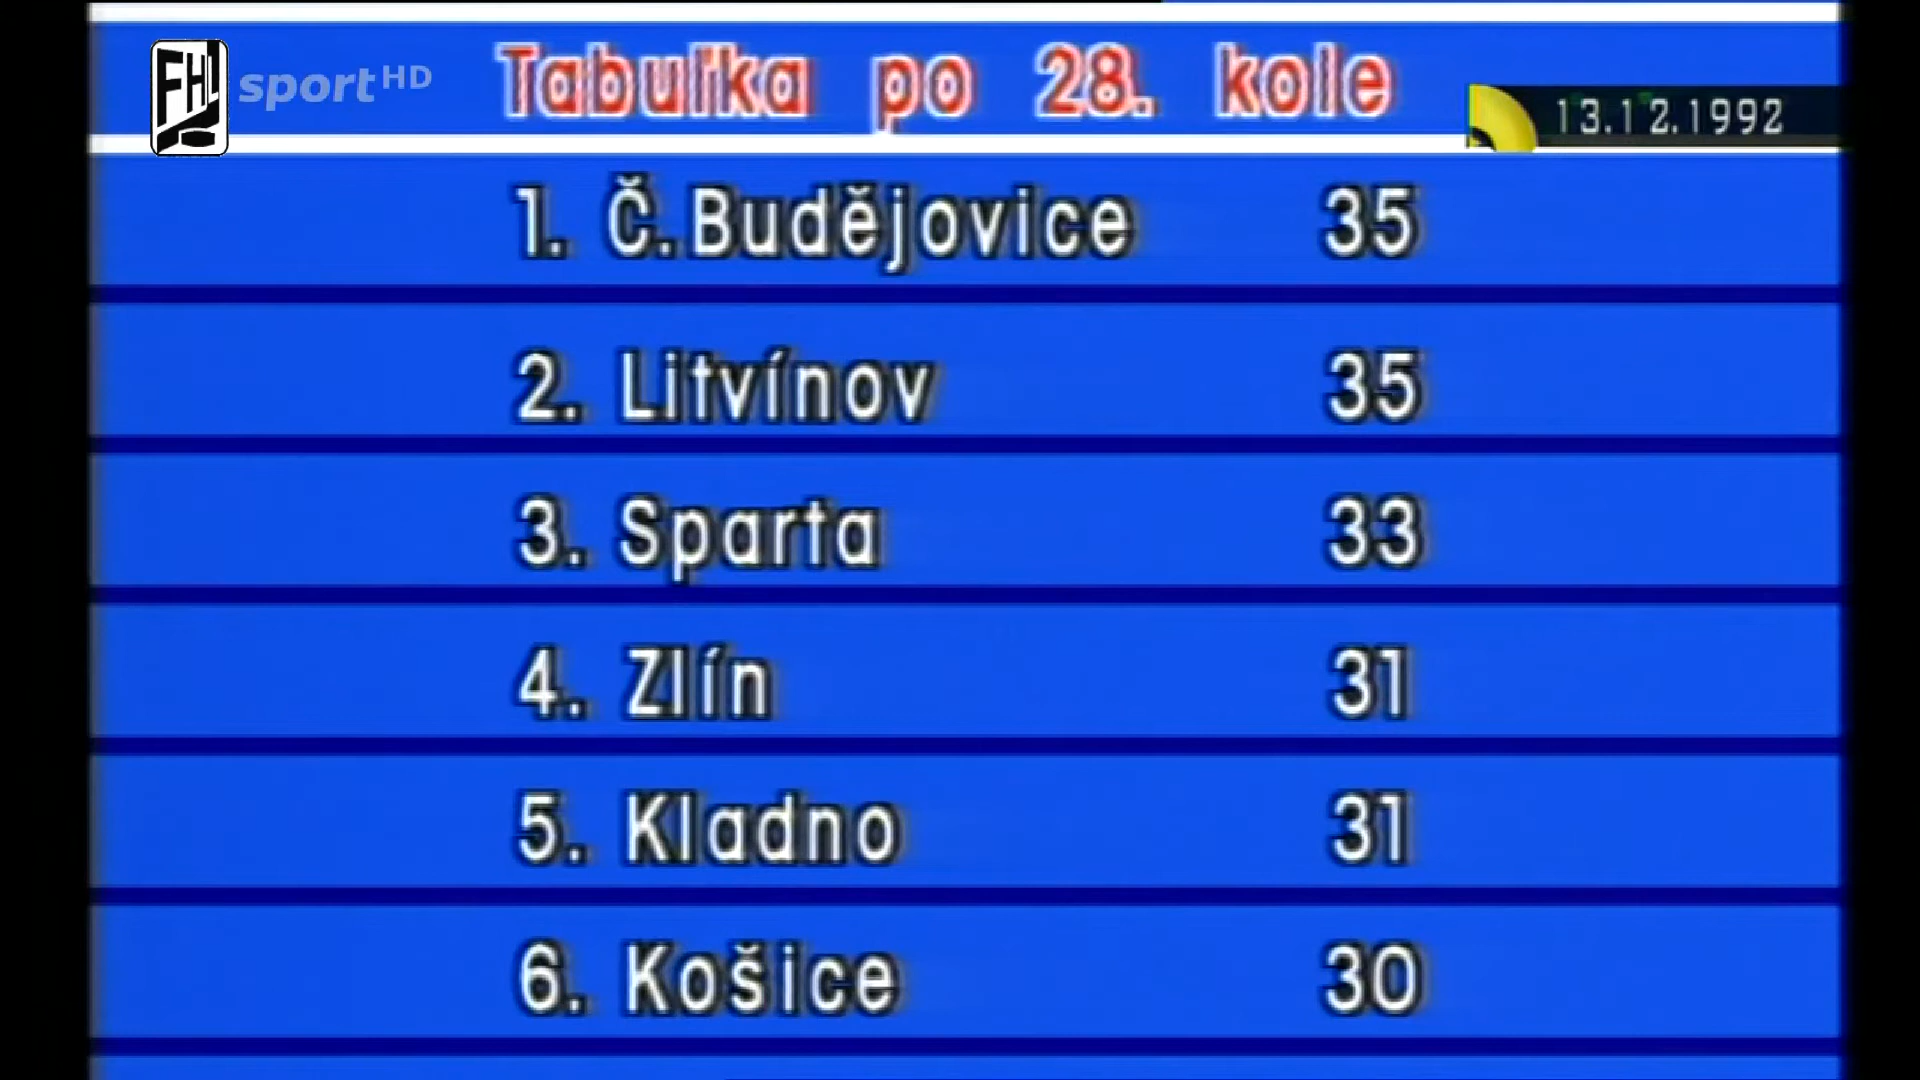 FHL sport HD
Tabuľka po 28. kole
13.12.1992
1. Č.Budějovice 35
2. Litvínov 35
3. Sparta 33
4. Zlín 31
5. Kladno 31
6. Košice 30